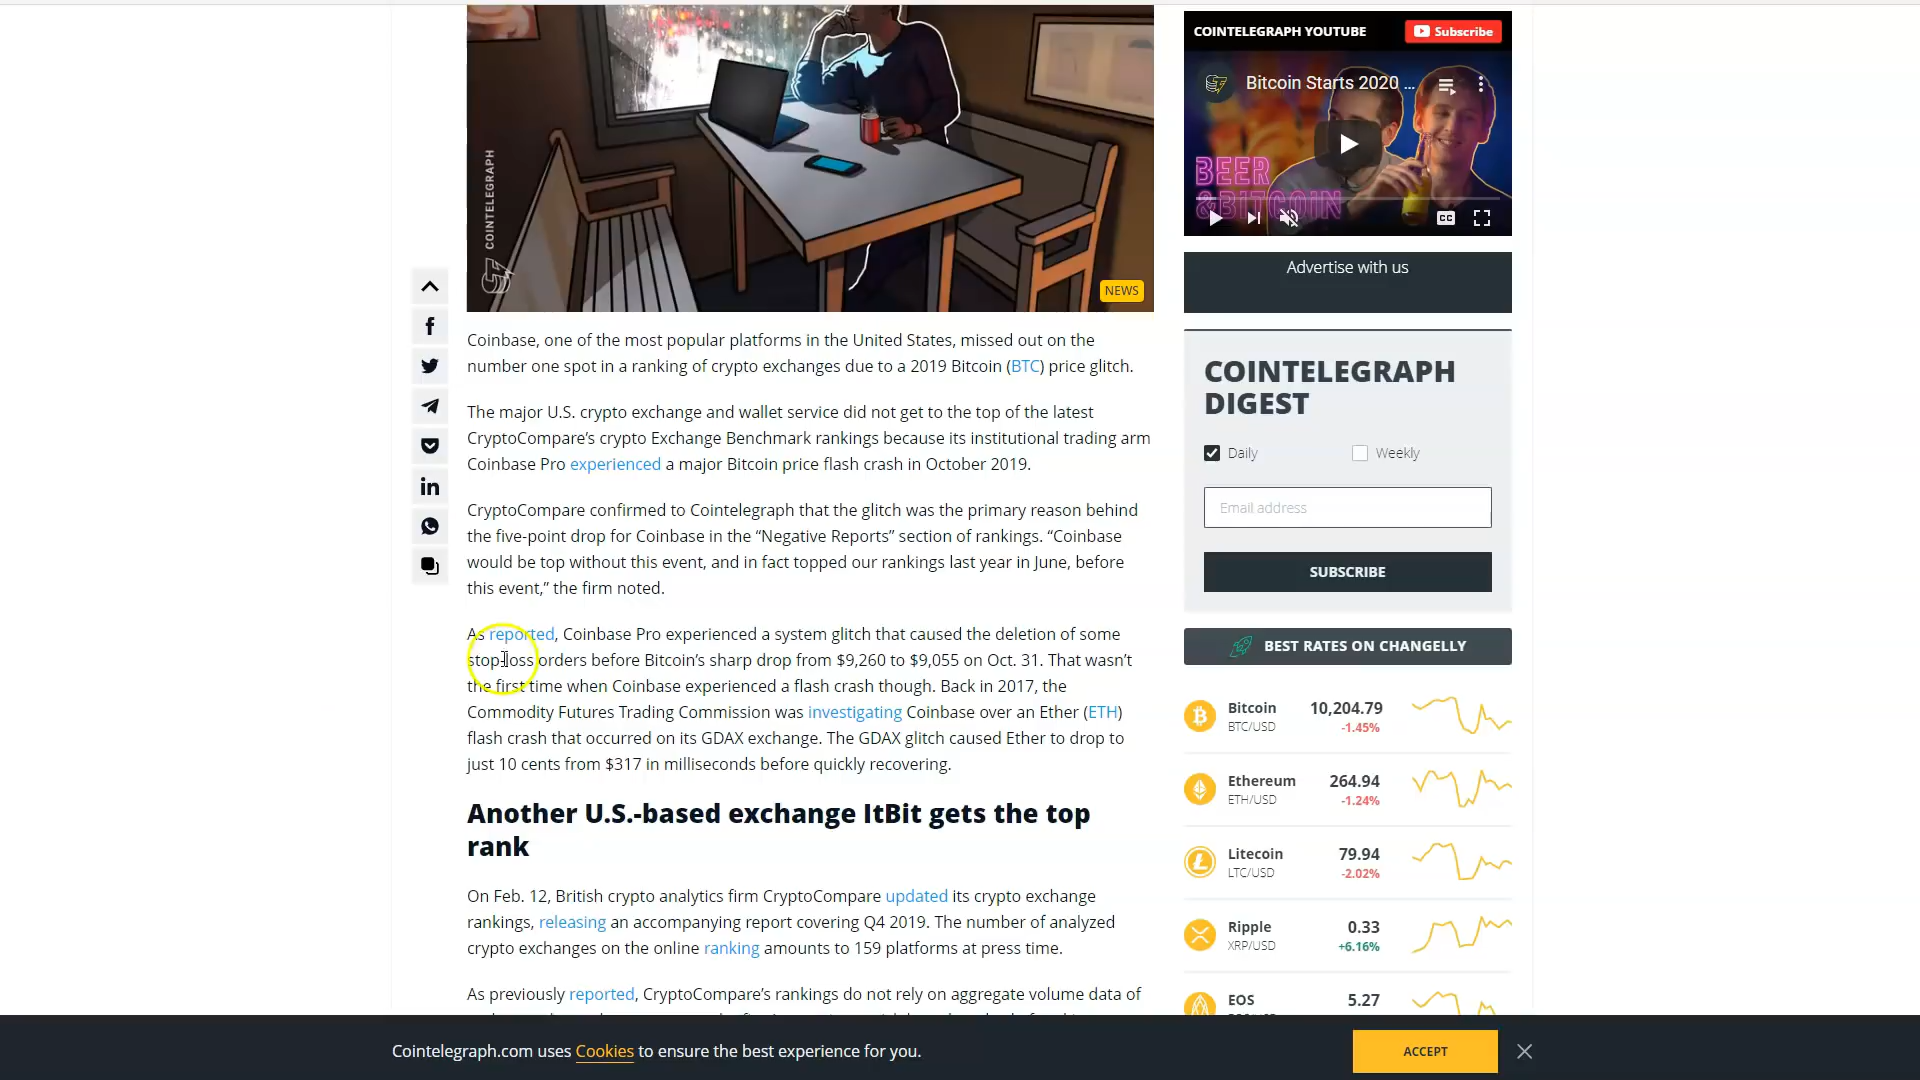 COINTELEGRAPH
NEWS
Coinbase, one of the most popular platforms in the United States, missed out on the
number one spot in a ranking of crypto exchanges due to a 2019 Bitcoin (BTC) price glitch.
The major U.S. crypto exchange and wallet service did not get to the top of the latest
CryptoCompare’s crypto Exchange Benchmark rankings because its institutional trading arm
Coinbase Pro experienced a major Bitcoin price flash crash in October 2019.
CryptoCompare confirmed to Cointelegraph that the glitch was the primary reason behind
the five-point drop for Coinbase in the “Negative Reports” section of rankings. “Coinbase
would be top without this event, and in fact topped our rankings last year in June, before
this event,” the firm noted.
As reported, Coinbase Pro experienced a system glitch that caused the deletion of some
stop-loss orders before Bitcoin’s sharp drop from $9,260 to $9,055 on Oct. 31. That wasn’t
the first time when Coinbase experienced a flash crash though. Back in 2017, the
Commodity Futures Trading Commission was investigating Coinbase over an Ether (ETH)
flash crash that occurred on its GDAX exchange. The GDAX glitch caused Ether to drop to
just 10 cents from $317 in milliseconds before quickly recovering.
Another U.S.-based exchange ItBit gets the top
rank
On Feb. 12, British crypto analytics firm CryptoCompare updated its crypto exchange
rankings, releasing an accompanying report covering Q4 2019. The number of analyzed
crypto exchanges on the online ranking amounts to 159 platforms at press time.
As previously reported, CryptoCompare’s rankings do not rely on aggregate volume data of
COINTELEGRAPH YOUTUBE
Subscribe
Bitcoin Starts 2020 ...
BEER
&BITCOIN
CC
Advertise with us
COINTELEGRAPH
DIGEST
Daily
Weekly
Email address
SUBSCRIBE
BEST RATES ON CHANGELLY
Bitcoin 10,204.79
BTC/USD -1.45%
Ethereum 264.94
ETH/USD -1.24%
Litecoin 79.94
LTC/USD -2.02%
Ripple 0.33
XRP/USD +6.16%
EOS 5.27
Cointelegraph.com uses Cookies to ensure the best experience for you.
ACCEPT